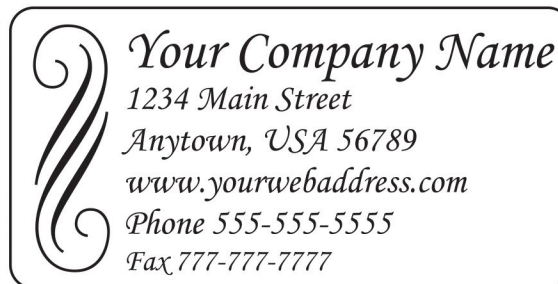 Your Company Name
1234 Main Street
Anytown, USA 56789
www.yourwebaddress.com
Phone 555-555-5555
Fax 777-777-7777